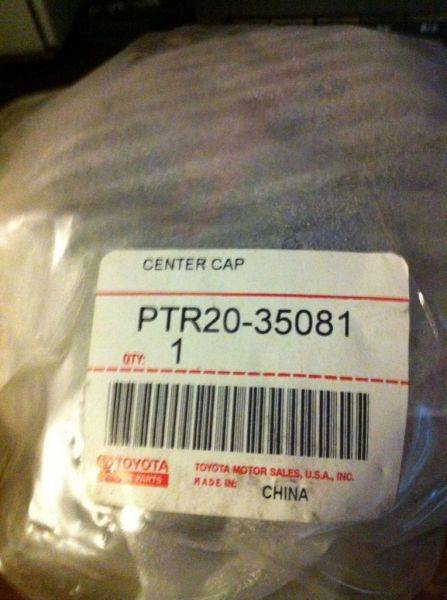 CENTER CAP
PTR20-35081
QTY: 1
TOYOTA
PARTS
TOYOTA MOTOR SALES, U.S.A., INC.
MADE IN: CHINA